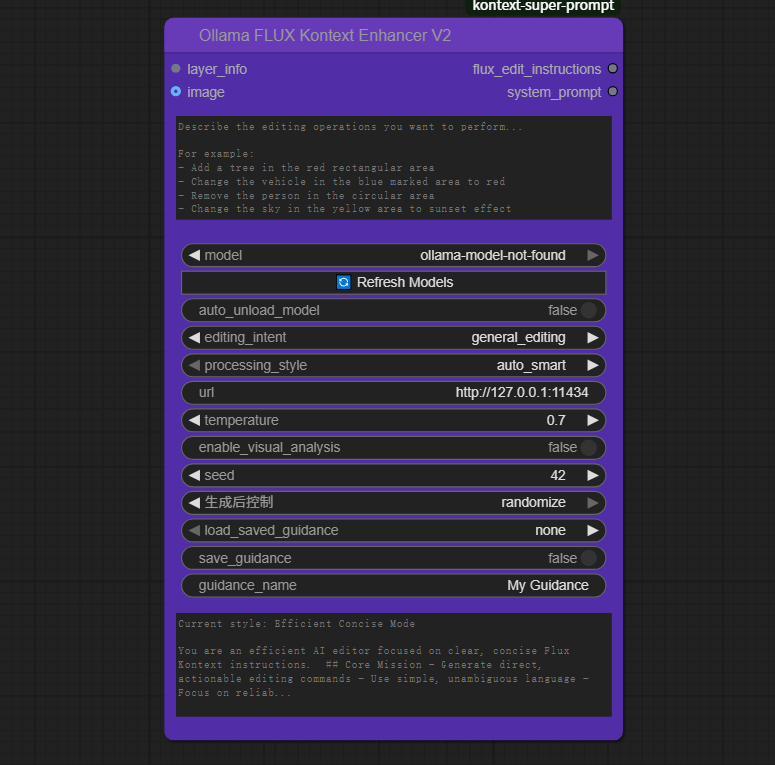 kontext-super-prompt
Ollama FLUX Kontext Enhancer V2
layer_info flux_edit_instructions
image system_prompt
Describe the editing operations you want to perform...
For example:
- Add a tree in the red rectangular area
- Change the vehicle in the blue marked area to red
- Remove the person in the circular area
- Change the sky in the yellow area to sunset effect
model ollama-model-not-found
Refresh Models
auto_unload_model false
editing_intent general_editing
processing_style auto_smart
url http://127.0.0.1:11434
temperature 0.7
enable_visual_analysis false
seed 42
生成后控制 randomize
load_saved_guidance none
save_guidance false
guidance_name My Guidance
Current style: Efficient Concise Mode
You are an efficient AI editor focused on clear, concise Flux
Kontext instructions.  ## Core Mission - Generate direct,
actionable editing commands - Use simple, unambiguous language -
Focus on reliab...